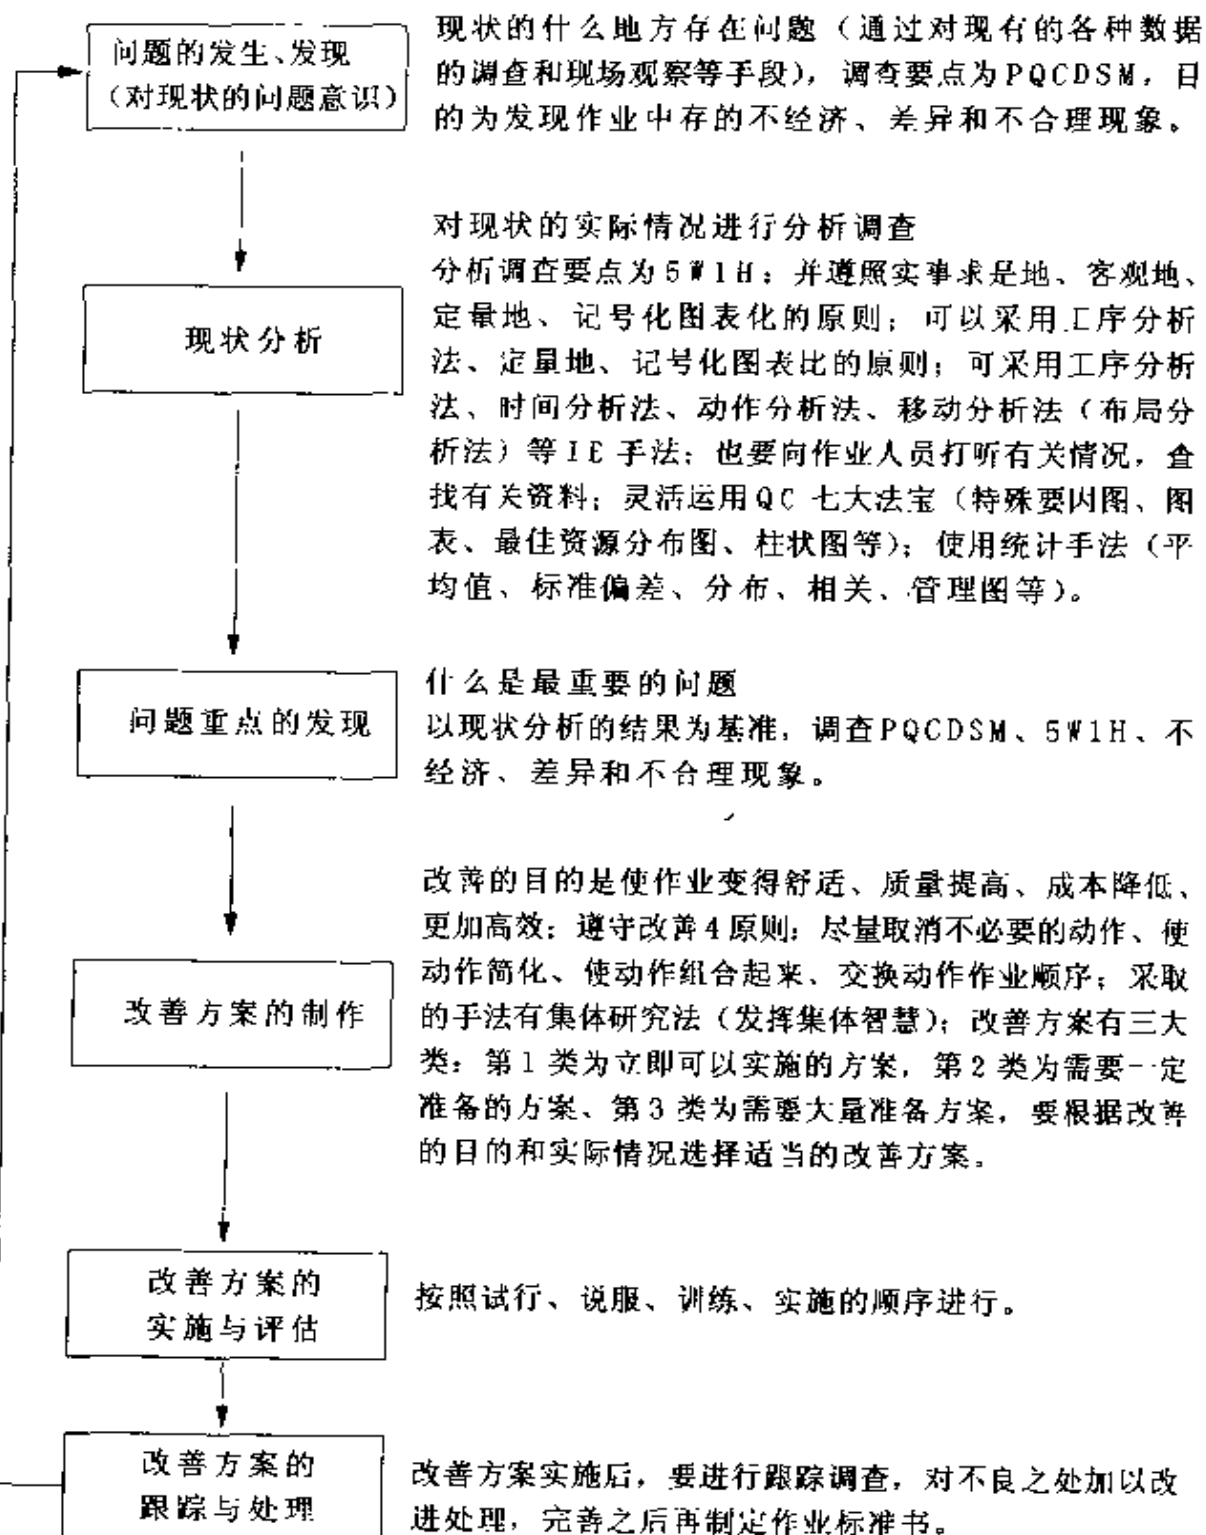 问题的发生、发现
（对现状的问题意识）
现状的什么地方存在问题（通过对现有的各种数据
的调查和现场观察等手段），调查要点为PQCDSM，目
的为发现作业中存的不经济、差异和不合理现象。
现状分析
对现状的实际情况进行分析调查
分析调查要点为5W1H；并遵照实事求是地、客观地、
定量地、记号化图表化的原则；可以采用工序分析
法、定量地、记号化图表比的原则；可采用工序分析
法、时间分析法、动作分析法、移动分析法（布局分
析法）等IE手法；也要向作业人员打听有关情况，查
找有关资料；灵活运用QC七大法宝（特殊要因图、图
表、最佳资源分布图、柱状图等）；使用统计手法（平
均值、标准偏差、分布、相关、管理图等）。
问题重点的发现
什么是最重要的问题
以现状分析的结果为基准，调查PQCDSM、5W1H、不
经济、差异和不合理现象。
改善方案的制作
改善的目的是使作业变得舒适、质量提高、成本降低、
更加高效；遵守改善4原则：尽量取消不必要的动作、使
动作简化、使动作组合起来、交换动作作业顺序；采取
的手法有集体研究法（发挥集体智慧）；改善方案有三大
类：第1类为立即可以实施的方案，第2类为需要一定
准备的方案、第3类为需要大量准备方案，要根据改善
的目的和实际情况选择适当的改善方案。
改善方案的
实施与评估
按照试行、说服、训练、实施的顺序进行。
改善方案的
跟踪与处理
改善方案实施后，要进行跟踪调查，对不良之处加以改
进处理，完善之后再制定作业标准书。